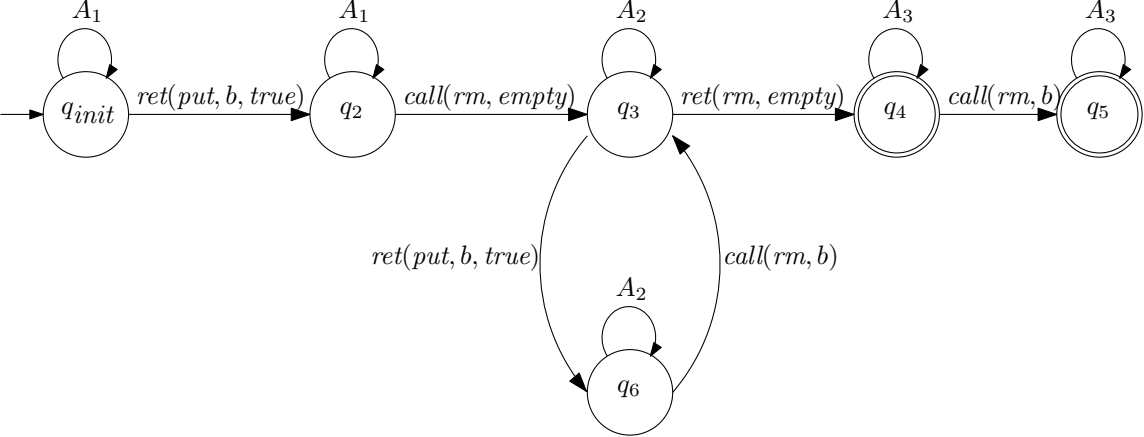 A₁ A₁ A₂ A₃ A₃
ret(put, b, true) call(rm, empty) ret(rm, empty) call(rm, b)
q_init q₂ q₃ q₄ q₅
ret(put, b, true) call(rm, b)
A₂
q₆